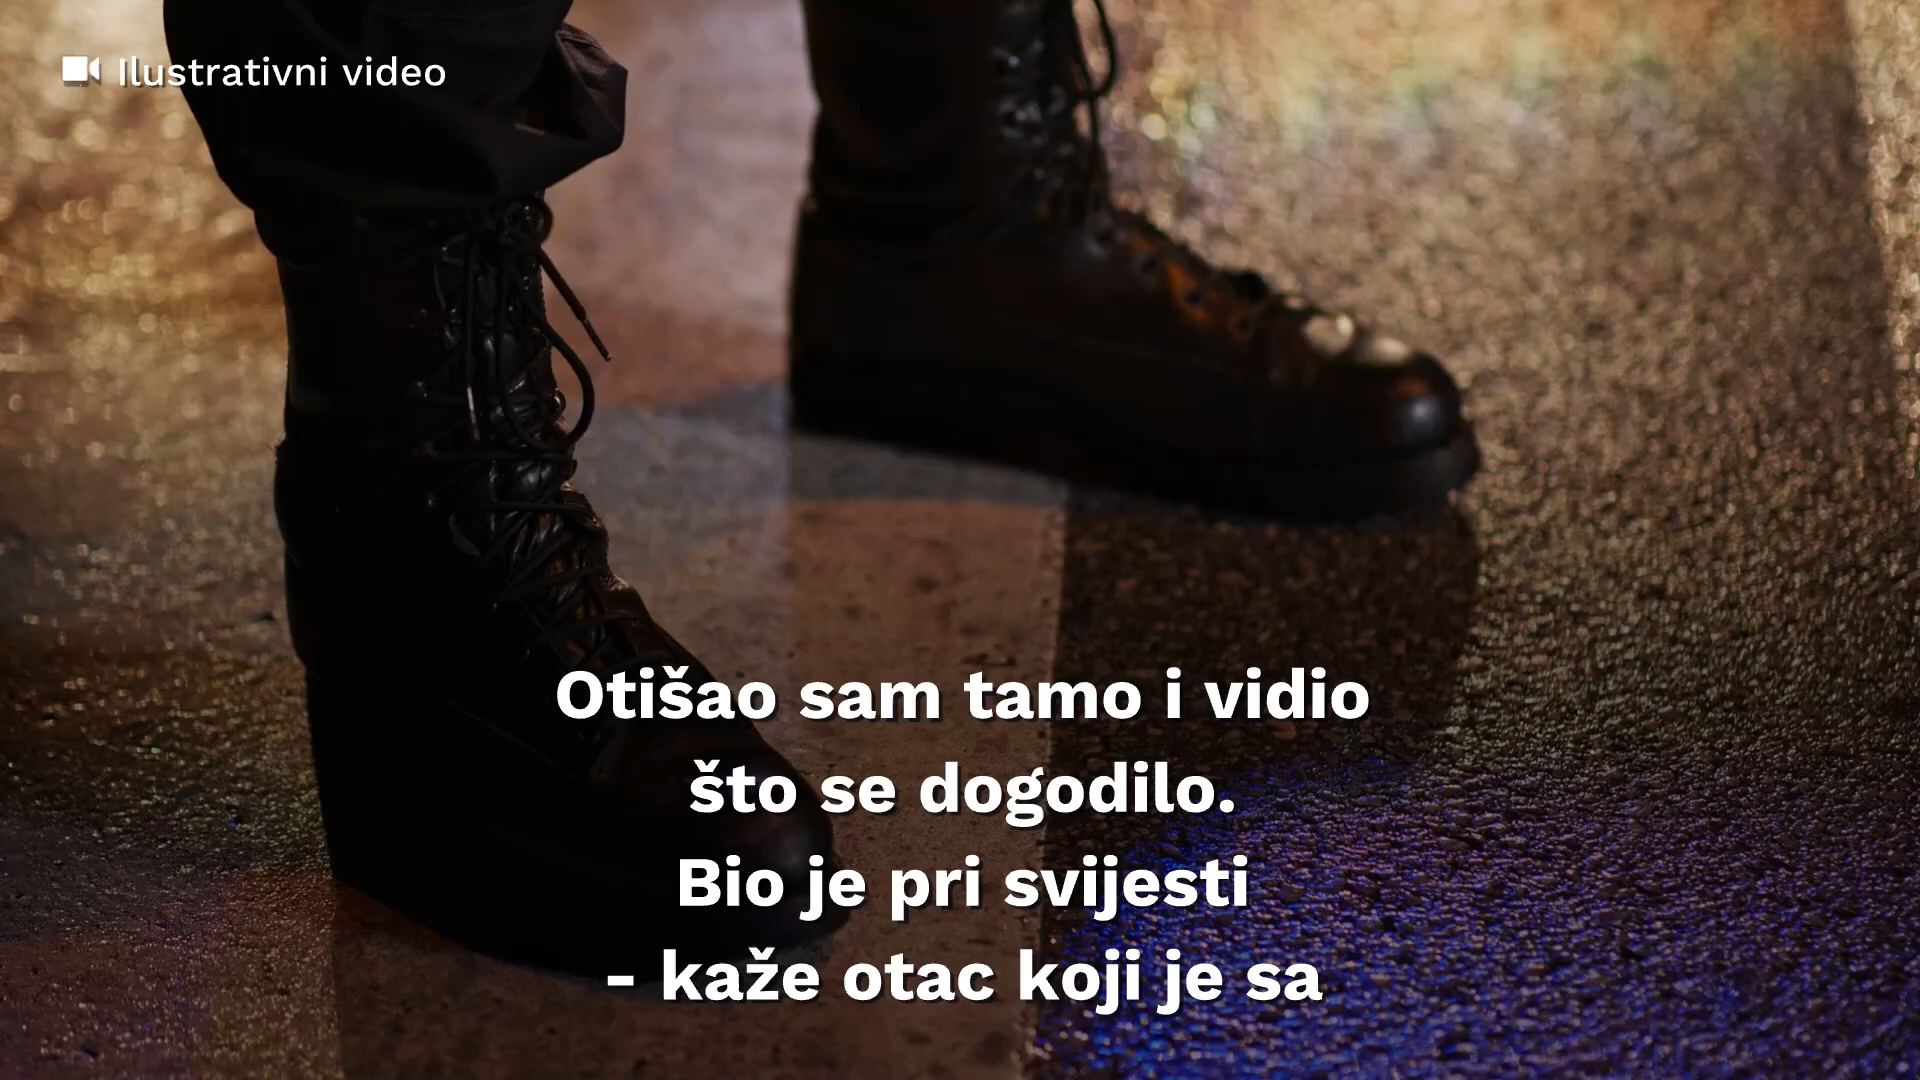 Ilustrativni video
Otišao sam tamo i vidio
što se dogodilo.
Bio je pri svijesti
- kaže otac koji je sa